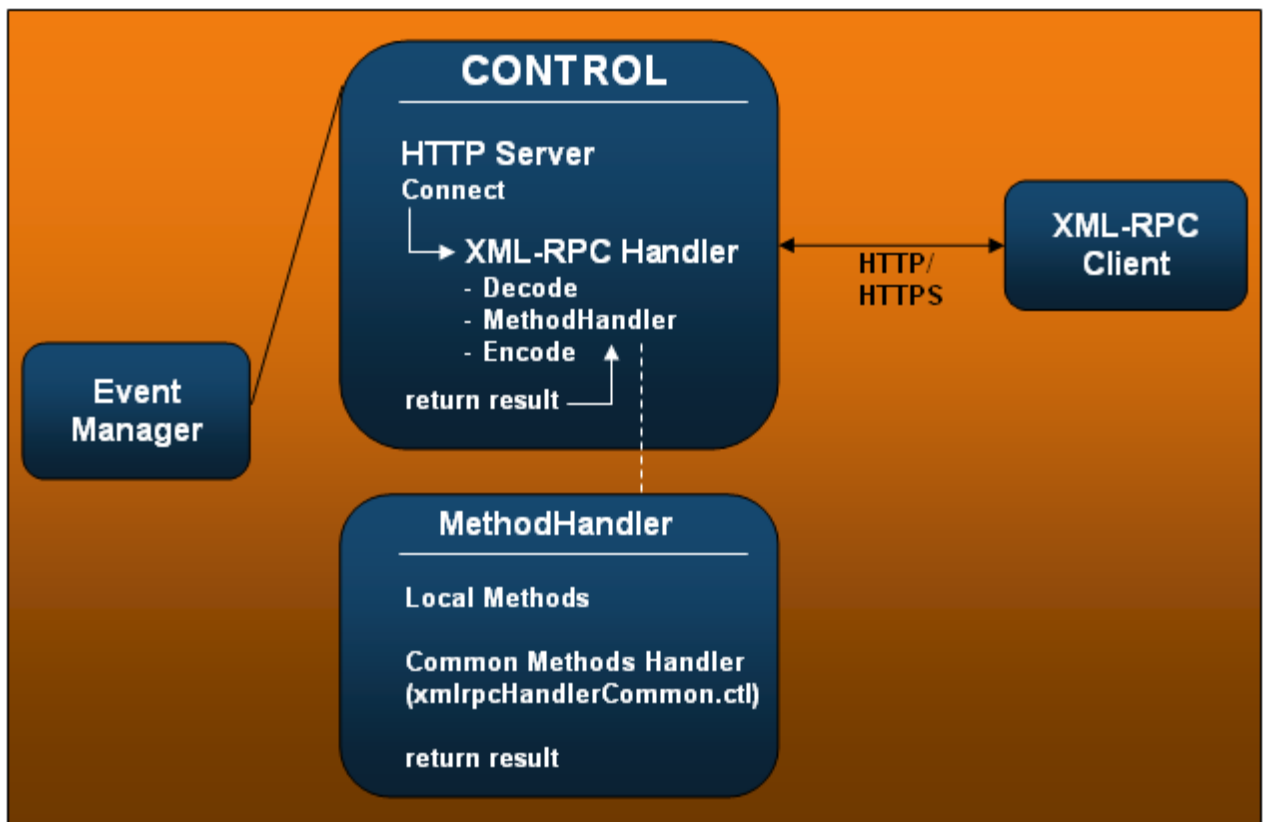 CONTROL
HTTP Server
Connect
XML-RPC Handler
- Decode
- MethodHandler
- Encode
return result
HTTP/
HTTPS
XML-RPC
Client
Event
Manager
MethodHandler
Local Methods
Common Methods Handler
(xmlrpcHandlerCommon.ctl)
return result